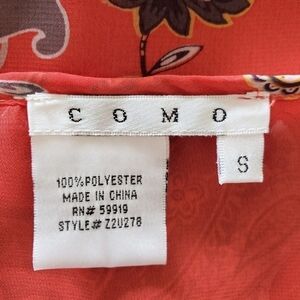 COMO
S
100%POLYESTER
MADE IN CHINA
RN# 59919
STYLE# Z2U278